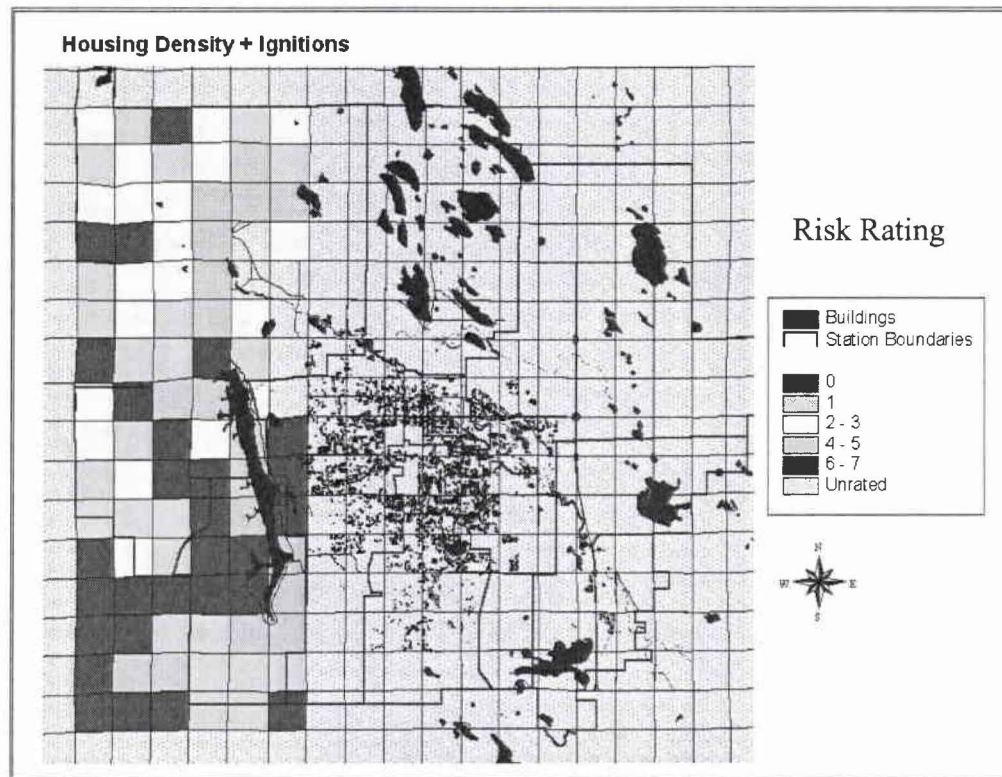 Housing Density + Ignitions
Risk Rating
Buildings
Station Boundaries
0
1
2 - 3
4 - 5
6 - 7
Unrated
N
W E
S